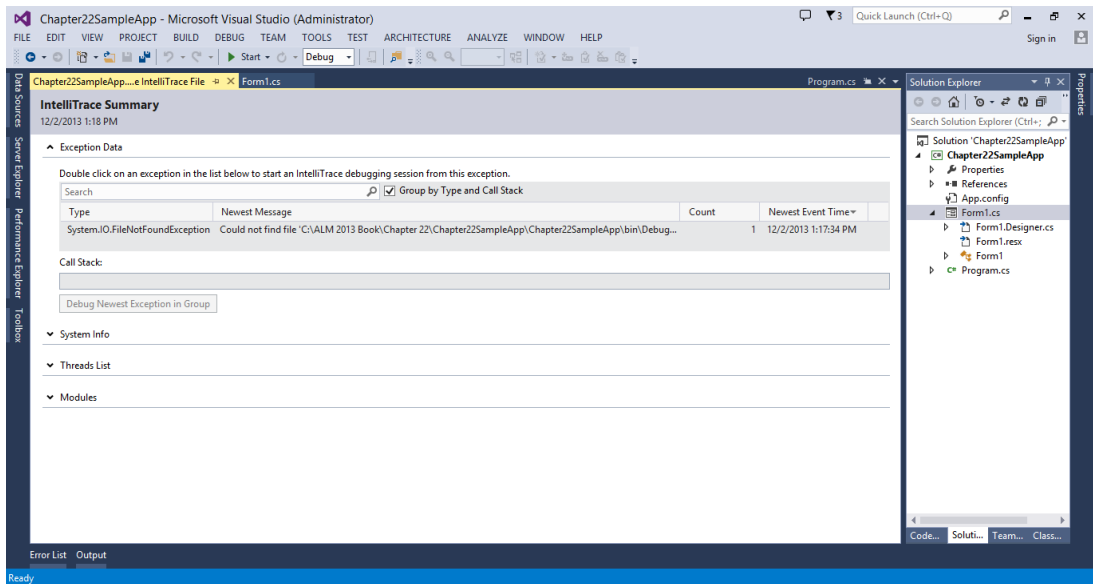 Chapter22SampleApp - Microsoft Visual Studio (Administrator)
3
Quick Launch (Ctrl+Q)
FILE EDIT VIEW PROJECT BUILD DEBUG TEAM TOOLS TEST ARCHITECTURE ANALYZE WINDOW HELP
Sign in
Start Debug
Data Sources
Server Explorer
Performance Explorer
Toolbox
Chapter22SampleApp....e IntelliTrace File Form1.cs Program.cs
IntelliTrace Summary
12/2/2013 1:18 PM
Exception Data
Double click on an exception in the list below to start an IntelliTrace debugging session from this exception.
Search Group by Type and Call Stack
Type Newest Message Count Newest Event Time
System.IO.FileNotFoundException Could not find file 'C:\ALM 2013 Book\Chapter 22\Chapter22SampleApp\Chapter22SampleApp\bin\Debug... 1 12/2/2013 1:17:34 PM
Call Stack:
Debug Newest Exception in Group
System Info
Threads List
Modules
Solution Explorer
Search Solution Explorer (Ctrl+;
Solution 'Chapter22SampleApp'
Chapter22SampleApp
Properties
References
App.config
Form1.cs
Form1.Designer.cs
Form1.resx
Form1
Program.cs
Code... Soluti... Team... Class...
Properties
Error List Output
Ready